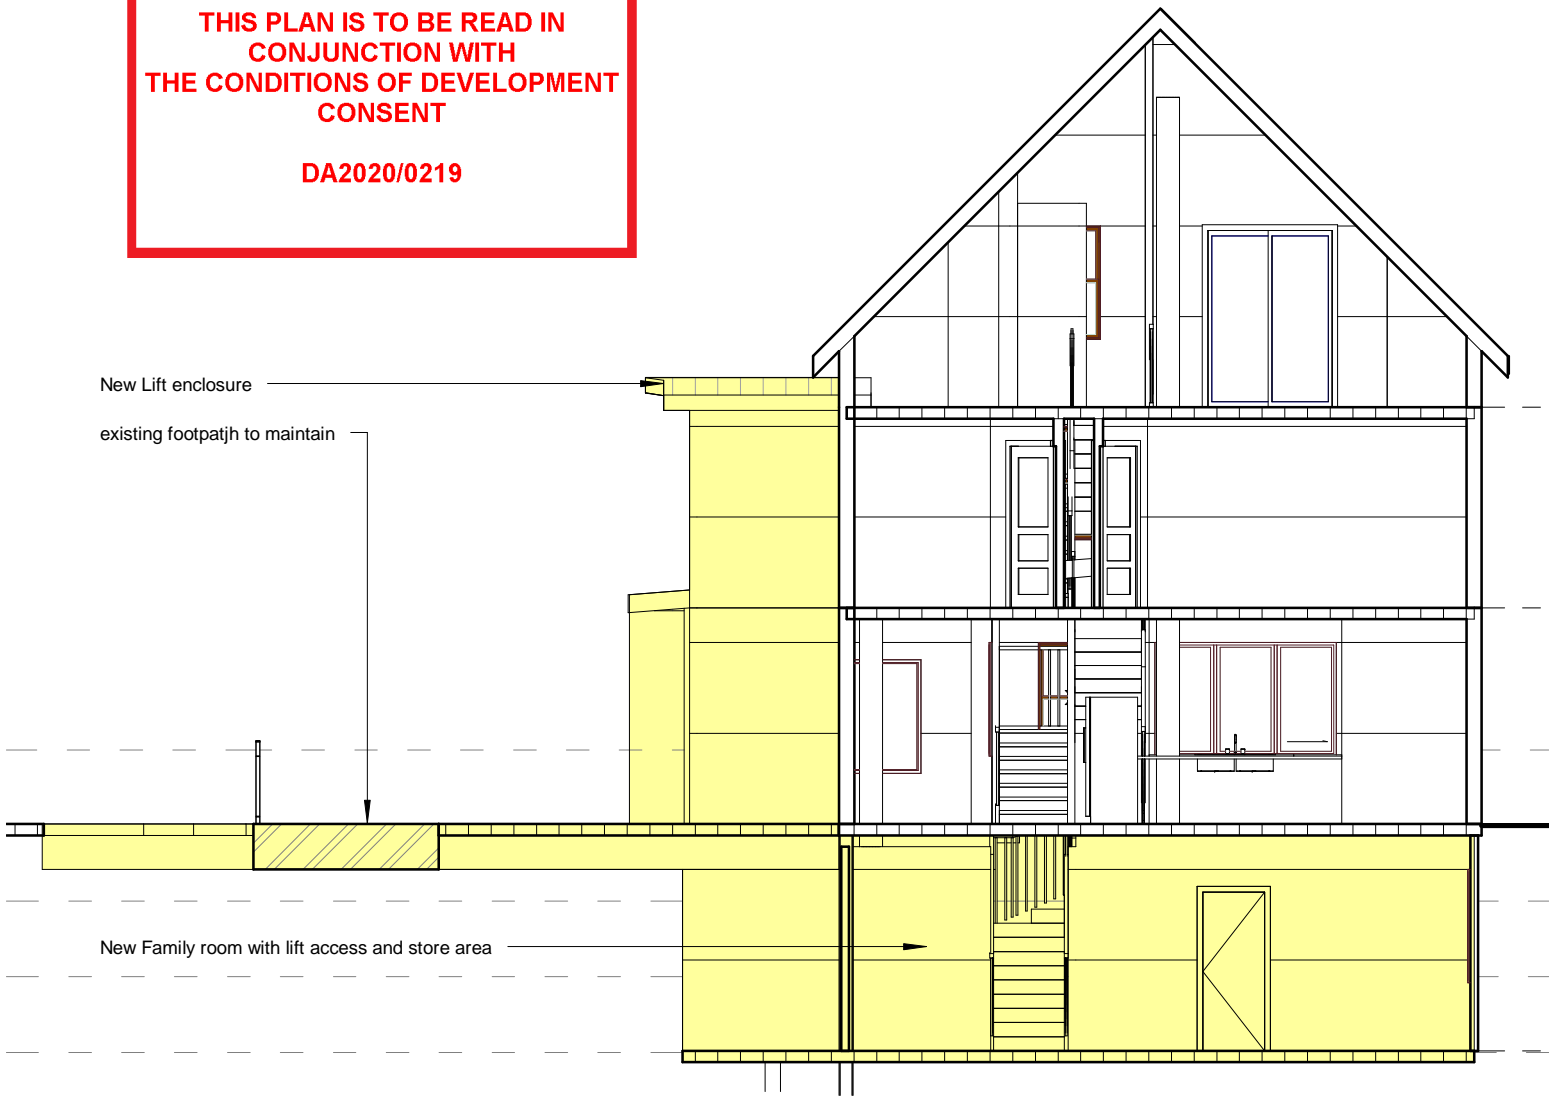 THIS PLAN IS TO BE READ IN
CONJUNCTION WITH
THE CONDITIONS OF DEVELOPMENT
CONSENT
DA2020/0219
New Lift enclosure
existing footpatjh to maintain
New Family room with lift access and store area